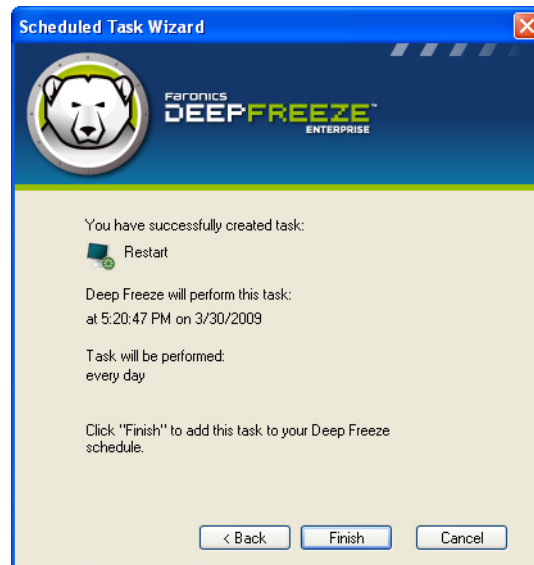 Scheduled Task Wizard
Faronics
DEEPFREEZE™
ENTERPRISE
You have successfully created task:
Restart
Deep Freeze will perform this task:
at 5:20:47 PM on 3/30/2009
Task will be performed:
every day
Click "Finish" to add this task to your Deep Freeze
schedule.
< Back
Finish
Cancel